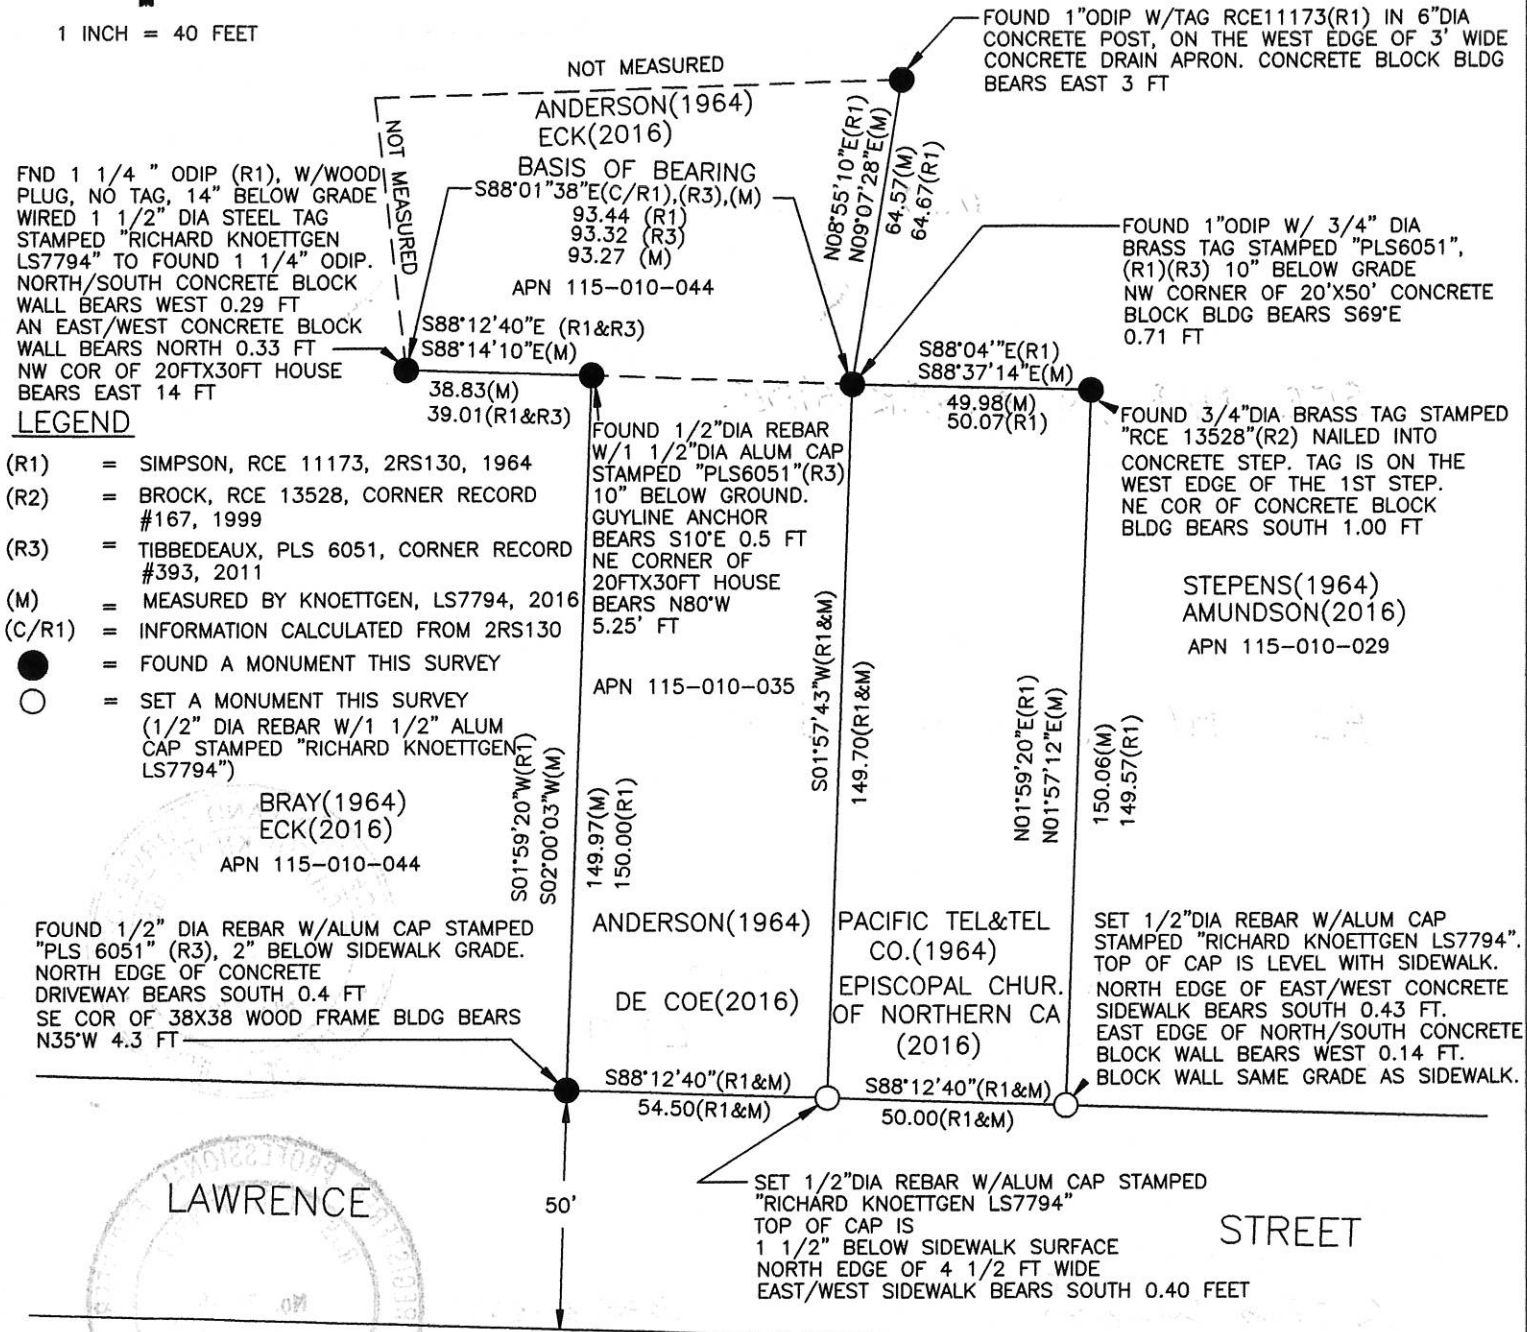 1 INCH = 40 FEET
FOUND 1"ODIP W/TAG RCE11173(R1) IN 6"DIA
CONCRETE POST, ON THE WEST EDGE OF 3' WIDE
CONCRETE DRAIN APRON. CONCRETE BLOCK BLDG
BEARS EAST 3 FT
NOT MEASURED
ANDERSON(1964)
ECK(2016)
NOT MEASURED
BASIS OF BEARING
S88°01"38"E(C/R1),(R3),(M)
93.44 (R1)
93.32 (R3)
93.27 (M)
APN 115-010-044
N08°55'10"E(R1)
N09°07'28"E(M)
64.57(M)
64.67(R1)
FND 1 1/4 " ODIP (R1), W/WOOD
PLUG, NO TAG, 14" BELOW GRADE
WIRED 1 1/2" DIA STEEL TAG
STAMPED "RICHARD KNOETTGEN
LS7794" TO FOUND 1 1/4" ODIP.
NORTH/SOUTH CONCRETE BLOCK
WALL BEARS WEST 0.29 FT
AN EAST/WEST CONCRETE BLOCK
WALL BEARS NORTH 0.33 FT
NW COR OF 20FTX30FT HOUSE
BEARS EAST 14 FT
FOUND 1"ODIP W/ 3/4" DIA
BRASS TAG STAMPED "PLS6051",
(R1)(R3) 10" BELOW GRADE
NW CORNER OF 20'X50' CONCRETE
BLOCK BLDG BEARS S69°E
0.71 FT
S88°12'40"E (R1&R3)
S88°14'10"E(M)
38.83(M)
39.01(R1&R3)
S88°04'"E(R1)
S88°37'14"E(M)
49.98(M)
50.07(R1)
FOUND 3/4"DIA BRASS TAG STAMPED
"RCE 13528"(R2) NAILED INTO
CONCRETE STEP. TAG IS ON THE
WEST EDGE OF THE 1ST STEP.
NE COR OF CONCRETE BLOCK
BLDG BEARS SOUTH 1.00 FT
LEGEND
(R1) = SIMPSON, RCE 11173, 2RS130, 1964
(R2) = BROCK, RCE 13528, CORNER RECORD
#167, 1999
(R3) = TIBBEDEAUX, PLS 6051, CORNER RECORD
#393, 2011
(M) = MEASURED BY KNOETTGEN, LS7794, 2016
(C/R1) = INFORMATION CALCULATED FROM 2RS130
= FOUND A MONUMENT THIS SURVEY
= SET A MONUMENT THIS SURVEY
(1/2" DIA REBAR W/1 1/2" ALUM
CAP STAMPED "RICHARD KNOETTGEN
LS7794")
FOUND 1/2"DIA REBAR
W/1 1/2"DIA ALUM CAP
STAMPED "PLS6051"(R3)
10" BELOW GROUND.
GUYLINE ANCHOR
BEARS S10°E 0.5 FT
NE CORNER OF
20FTX30FT HOUSE
BEARS N80°W
5.25' FT
APN 115-010-035
STEPENS(1964)
AMUNDSON(2016)
APN 115-010-029
BRAY(1964)
ECK(2016)
APN 115-010-044
S01°59'20"W(R1)
S02°00'03"W(M)
149.97(M)
150.00(R1)
S01°57'43"W(R1&M)
149.70(R1&M)
N01°59'20"E(R1)
N01°57'12"E(M)
150.06(M)
149.57(R1)
FOUND 1/2" DIA REBAR W/ALUM CAP STAMPED
"PLS 6051" (R3), 2" BELOW SIDEWALK GRADE.
NORTH EDGE OF CONCRETE
DRIVEWAY BEARS SOUTH 0.4 FT
SE COR OF 38X38 WOOD FRAME BLDG BEARS
N35°W 4.3 FT
ANDERSON(1964)
DE COE(2016)
PACIFIC TEL&TEL
CO.(1964)
EPISCOPAL CHUR.
OF NORTHERN CA
(2016)
SET 1/2"DIA REBAR W/ALUM CAP
STAMPED "RICHARD KNOETTGEN LS7794".
TOP OF CAP IS LEVEL WITH SIDEWALK.
NORTH EDGE OF EAST/WEST CONCRETE
SIDEWALK BEARS SOUTH 0.43 FT.
EAST EDGE OF NORTH/SOUTH CONCRETE
BLOCK WALL BEARS WEST 0.14 FT.
BLOCK WALL SAME GRADE AS SIDEWALK.
S88°12'40"(R1&M)
54.50(R1&M)
S88°12'40"(R1&M)
50.00(R1&M)
LAWRENCE
50'
SET 1/2"DIA REBAR W/ALUM CAP STAMPED
"RICHARD KNOETTGEN LS7794"
TOP OF CAP IS
1 1/2" BELOW SIDEWALK SURFACE
NORTH EDGE OF 4 1/2 FT WIDE
EAST/WEST SIDEWALK BEARS SOUTH 0.40 FEET
STREET